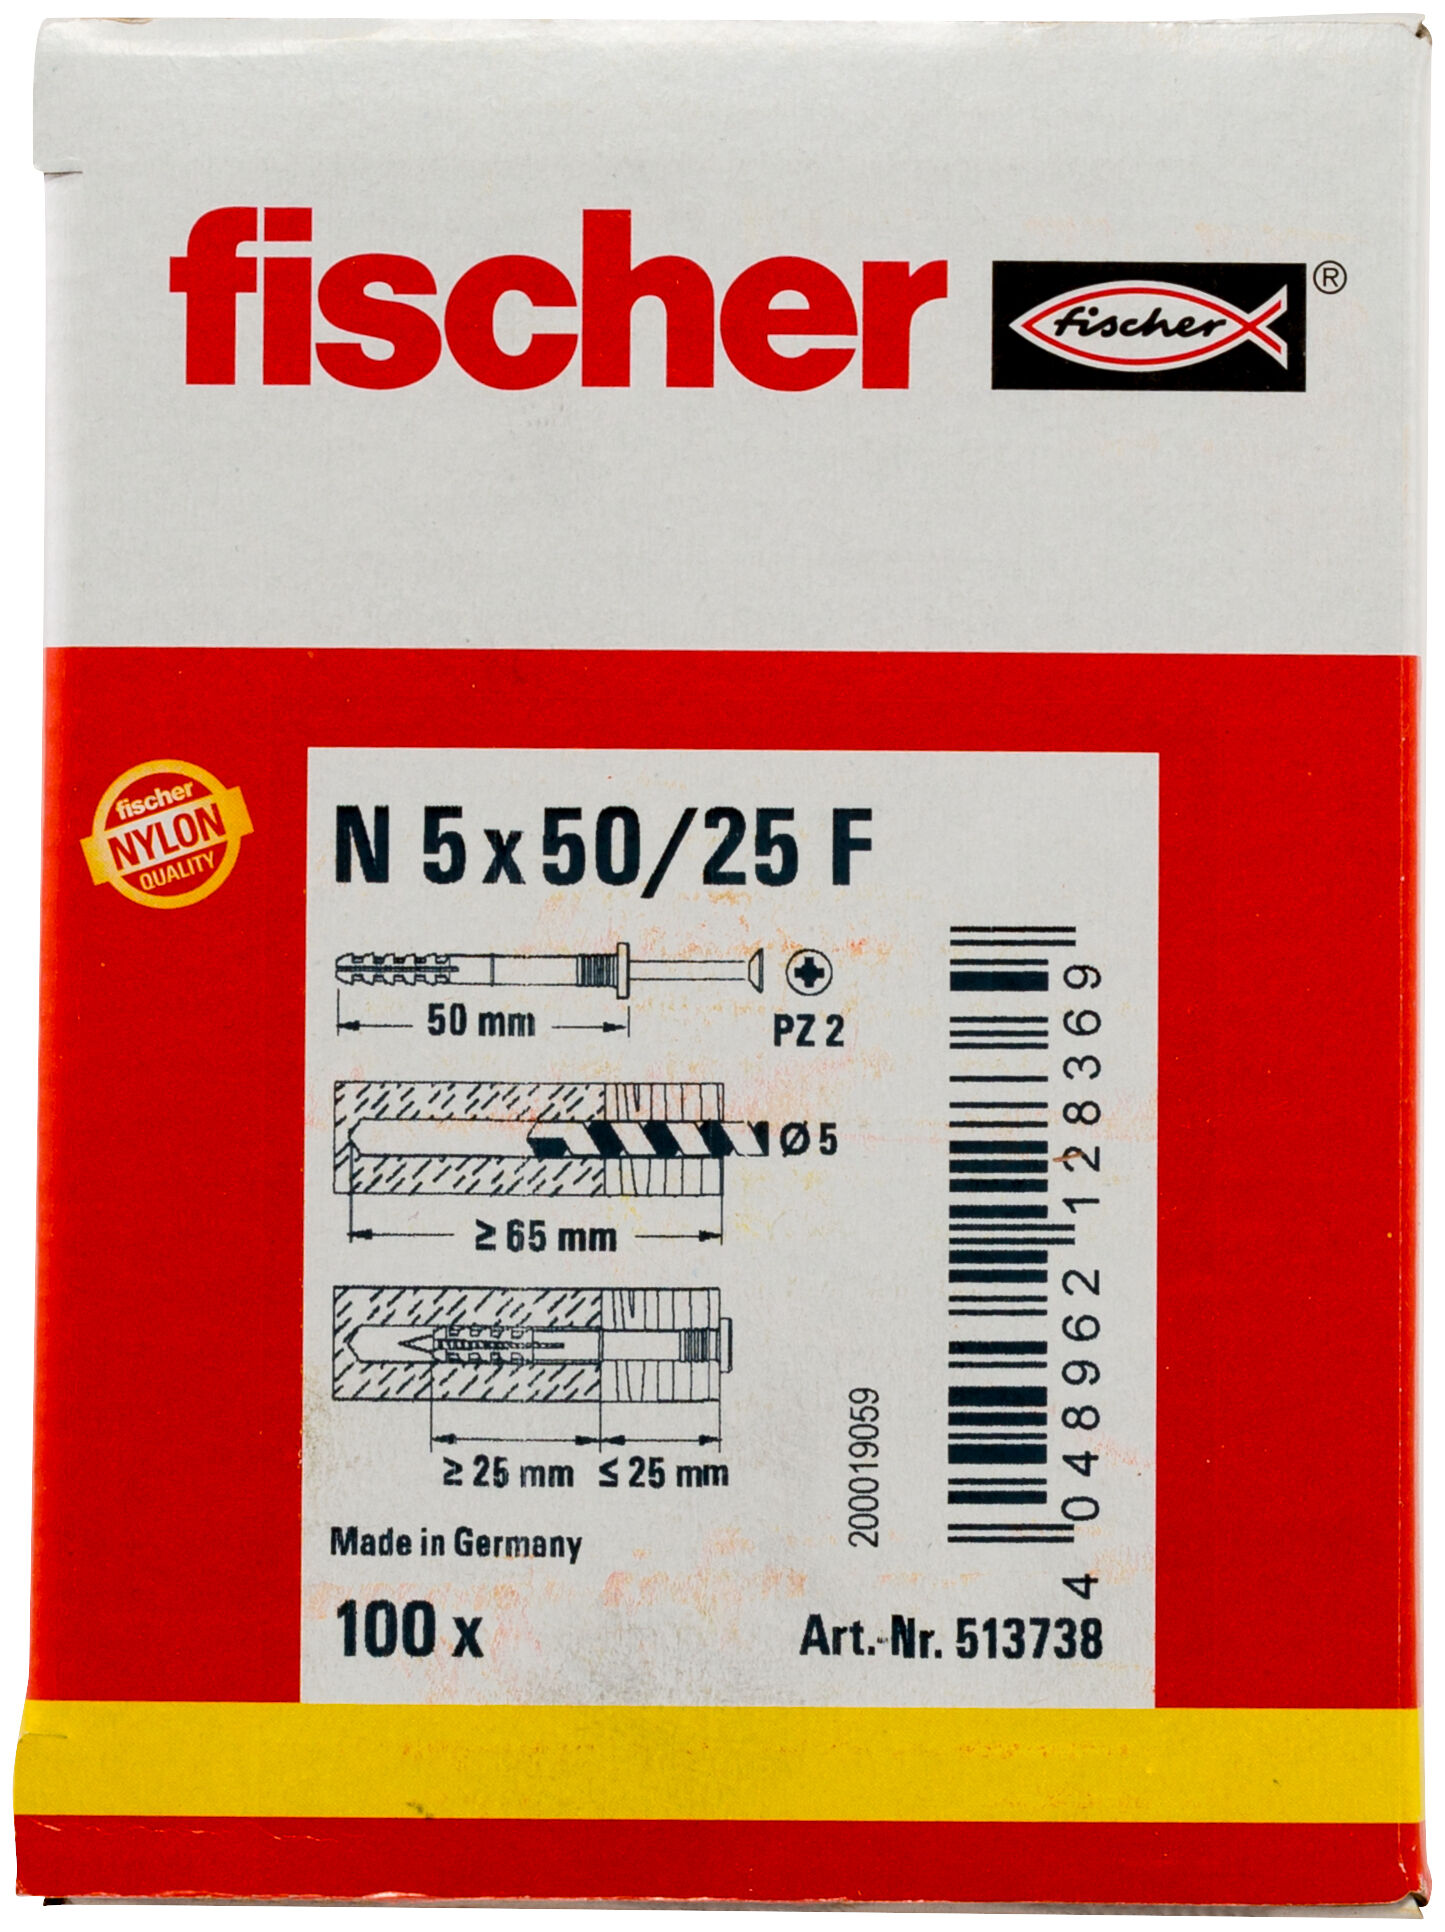 fischer
fischer ®
fischer
NYLON
QUALITY
N 5 x 50/25 F
50 mm
PZ 2
Ø 5
≥ 65 mm
≥ 25 mm ≤ 25 mm
Made in Germany
100 x
200019059
4 048962 128369
Art.-Nr. 513738